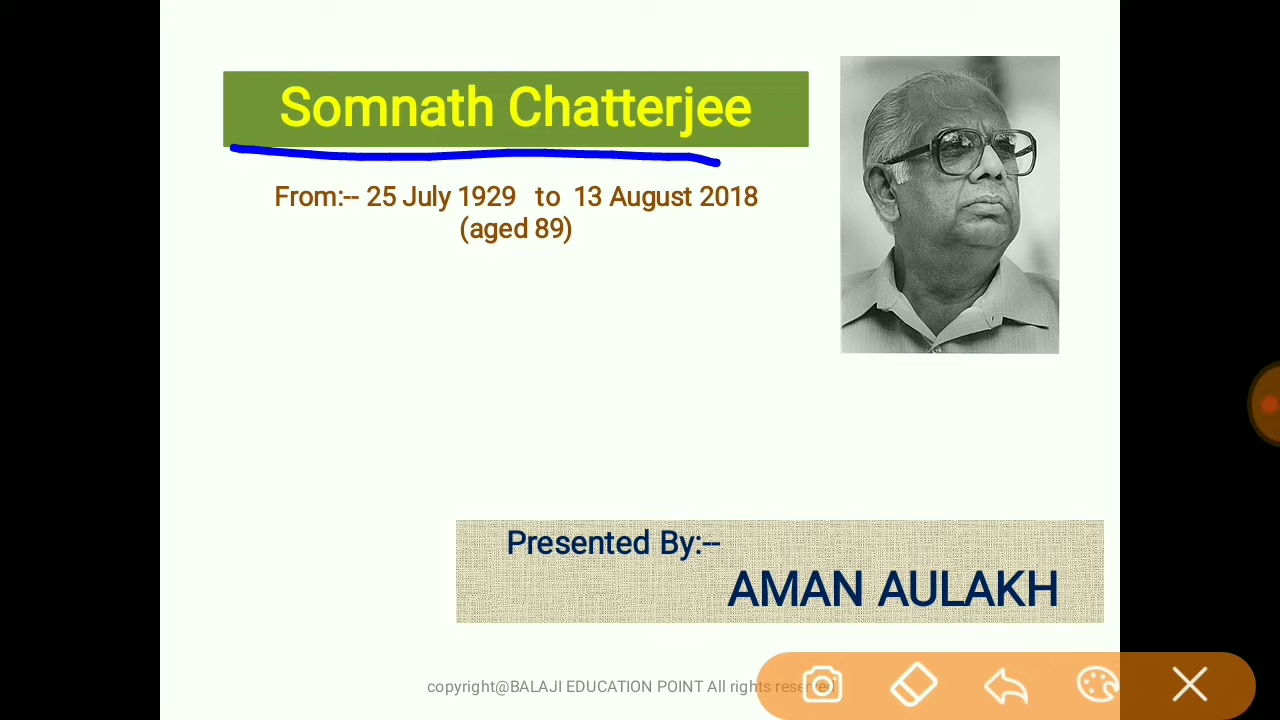 Somnath Chatterjee
From:-- 25 July 1929 to 13 August 2018
(aged 89)
Presented By:--
AMAN AULAKH
copyright@BALAJI EDUCATION POINT All rights reserved